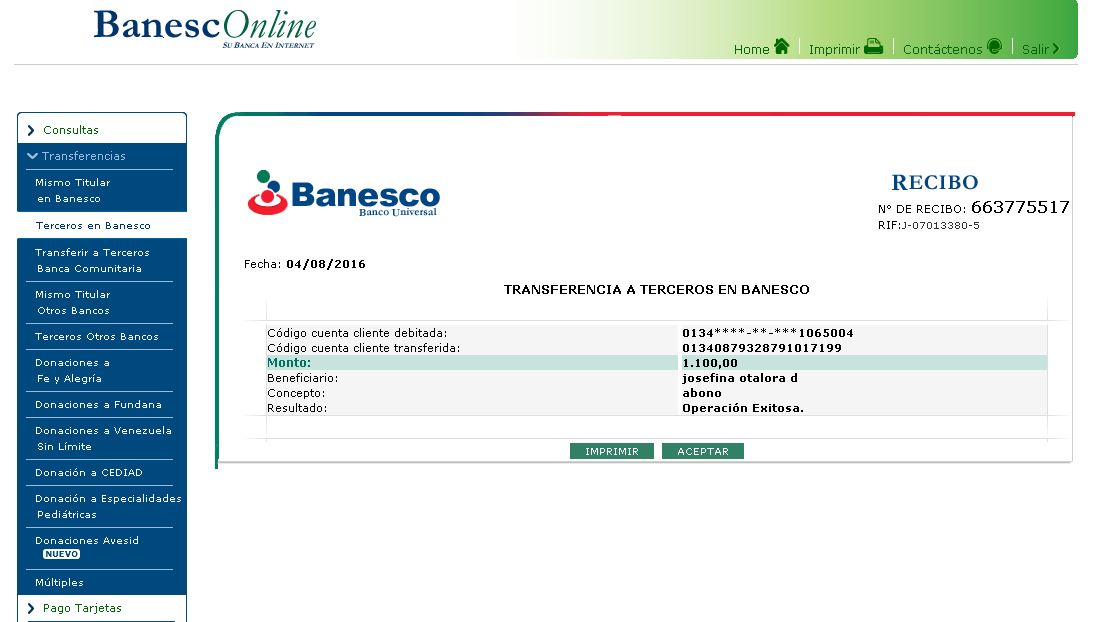 BanescOnline
SU BANCA EN INTERNET
Home Imprimir Contáctenos Salir
Consultas
Transferencias
Mismo Titular
en Banesco
Terceros en Banesco
Transferir a Terceros
Banca Comunitaria
Mismo Titular
Otros Bancos
Terceros Otros Bancos
Donaciones a
Fe y Alegría
Donaciones a Fundana
Donaciones a Venezuela
Sin Límite
Donación a CEDIAD
Donación a Especialidades
Pediátricas
Donaciones Avesid
NUEVO
Múltiples
Pago Tarjetas
Banesco
Banco Universal
RECIBO
Nº DE RECIBO: 663775517
RIF:J-07013380-5
Fecha: 04/08/2016
TRANSFERENCIA A TERCEROS EN BANESCO
Código cuenta cliente debitada: 0134****-**-***1065004
Código cuenta cliente transferida: 01340879328791017199
Monto: 1.100,00
Beneficiario: josefina otalora d
Concepto: abono
Resultado: Operación Exitosa.
IMPRIMIR ACEPTAR